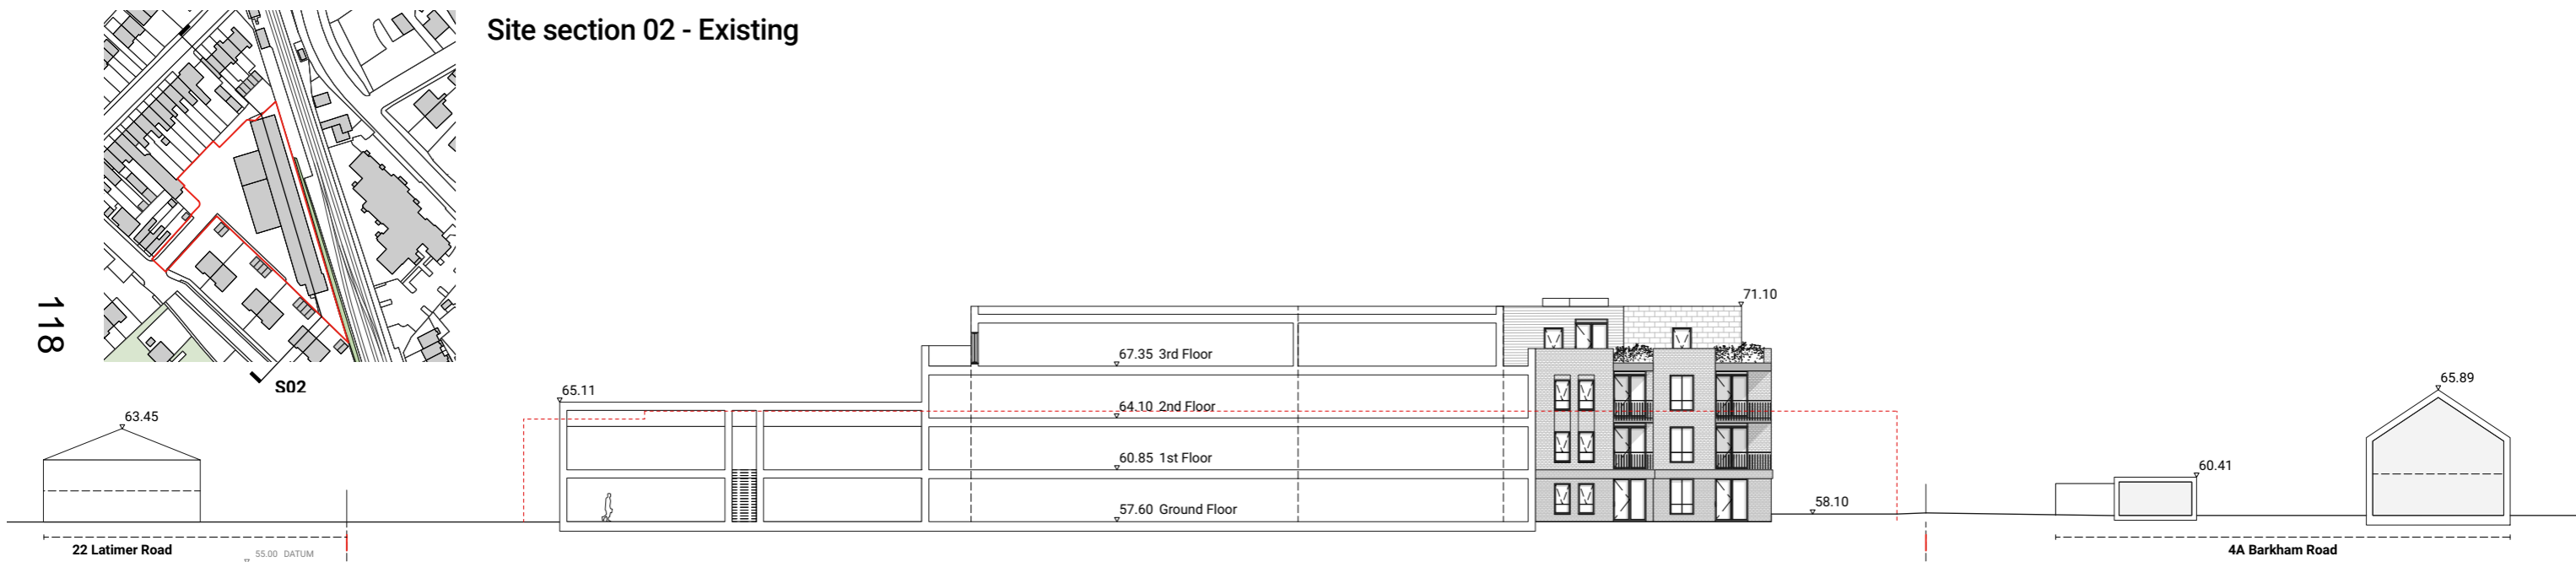 Site section 02 - Existing
118
S02
71.10
67.35 3rd Floor
65.11
65.89
64.10 2nd Floor
63.45
60.85 1st Floor
60.41
57.60 Ground Floor
58.10
22 Latimer Road
55.00 DATUM
4A Barkham Road